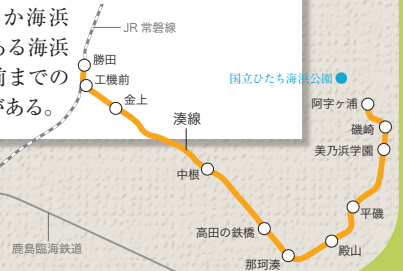 か海浜
ある海浜
前までの
がある。
JR 常磐線
勝田
工機前
金上
国立ひたち海浜公園
阿字ヶ浦
湊線
磯崎
美乃浜学園
中根
平磯
高田の鉄橋
殿山
鹿島臨海鉄道
那珂湊